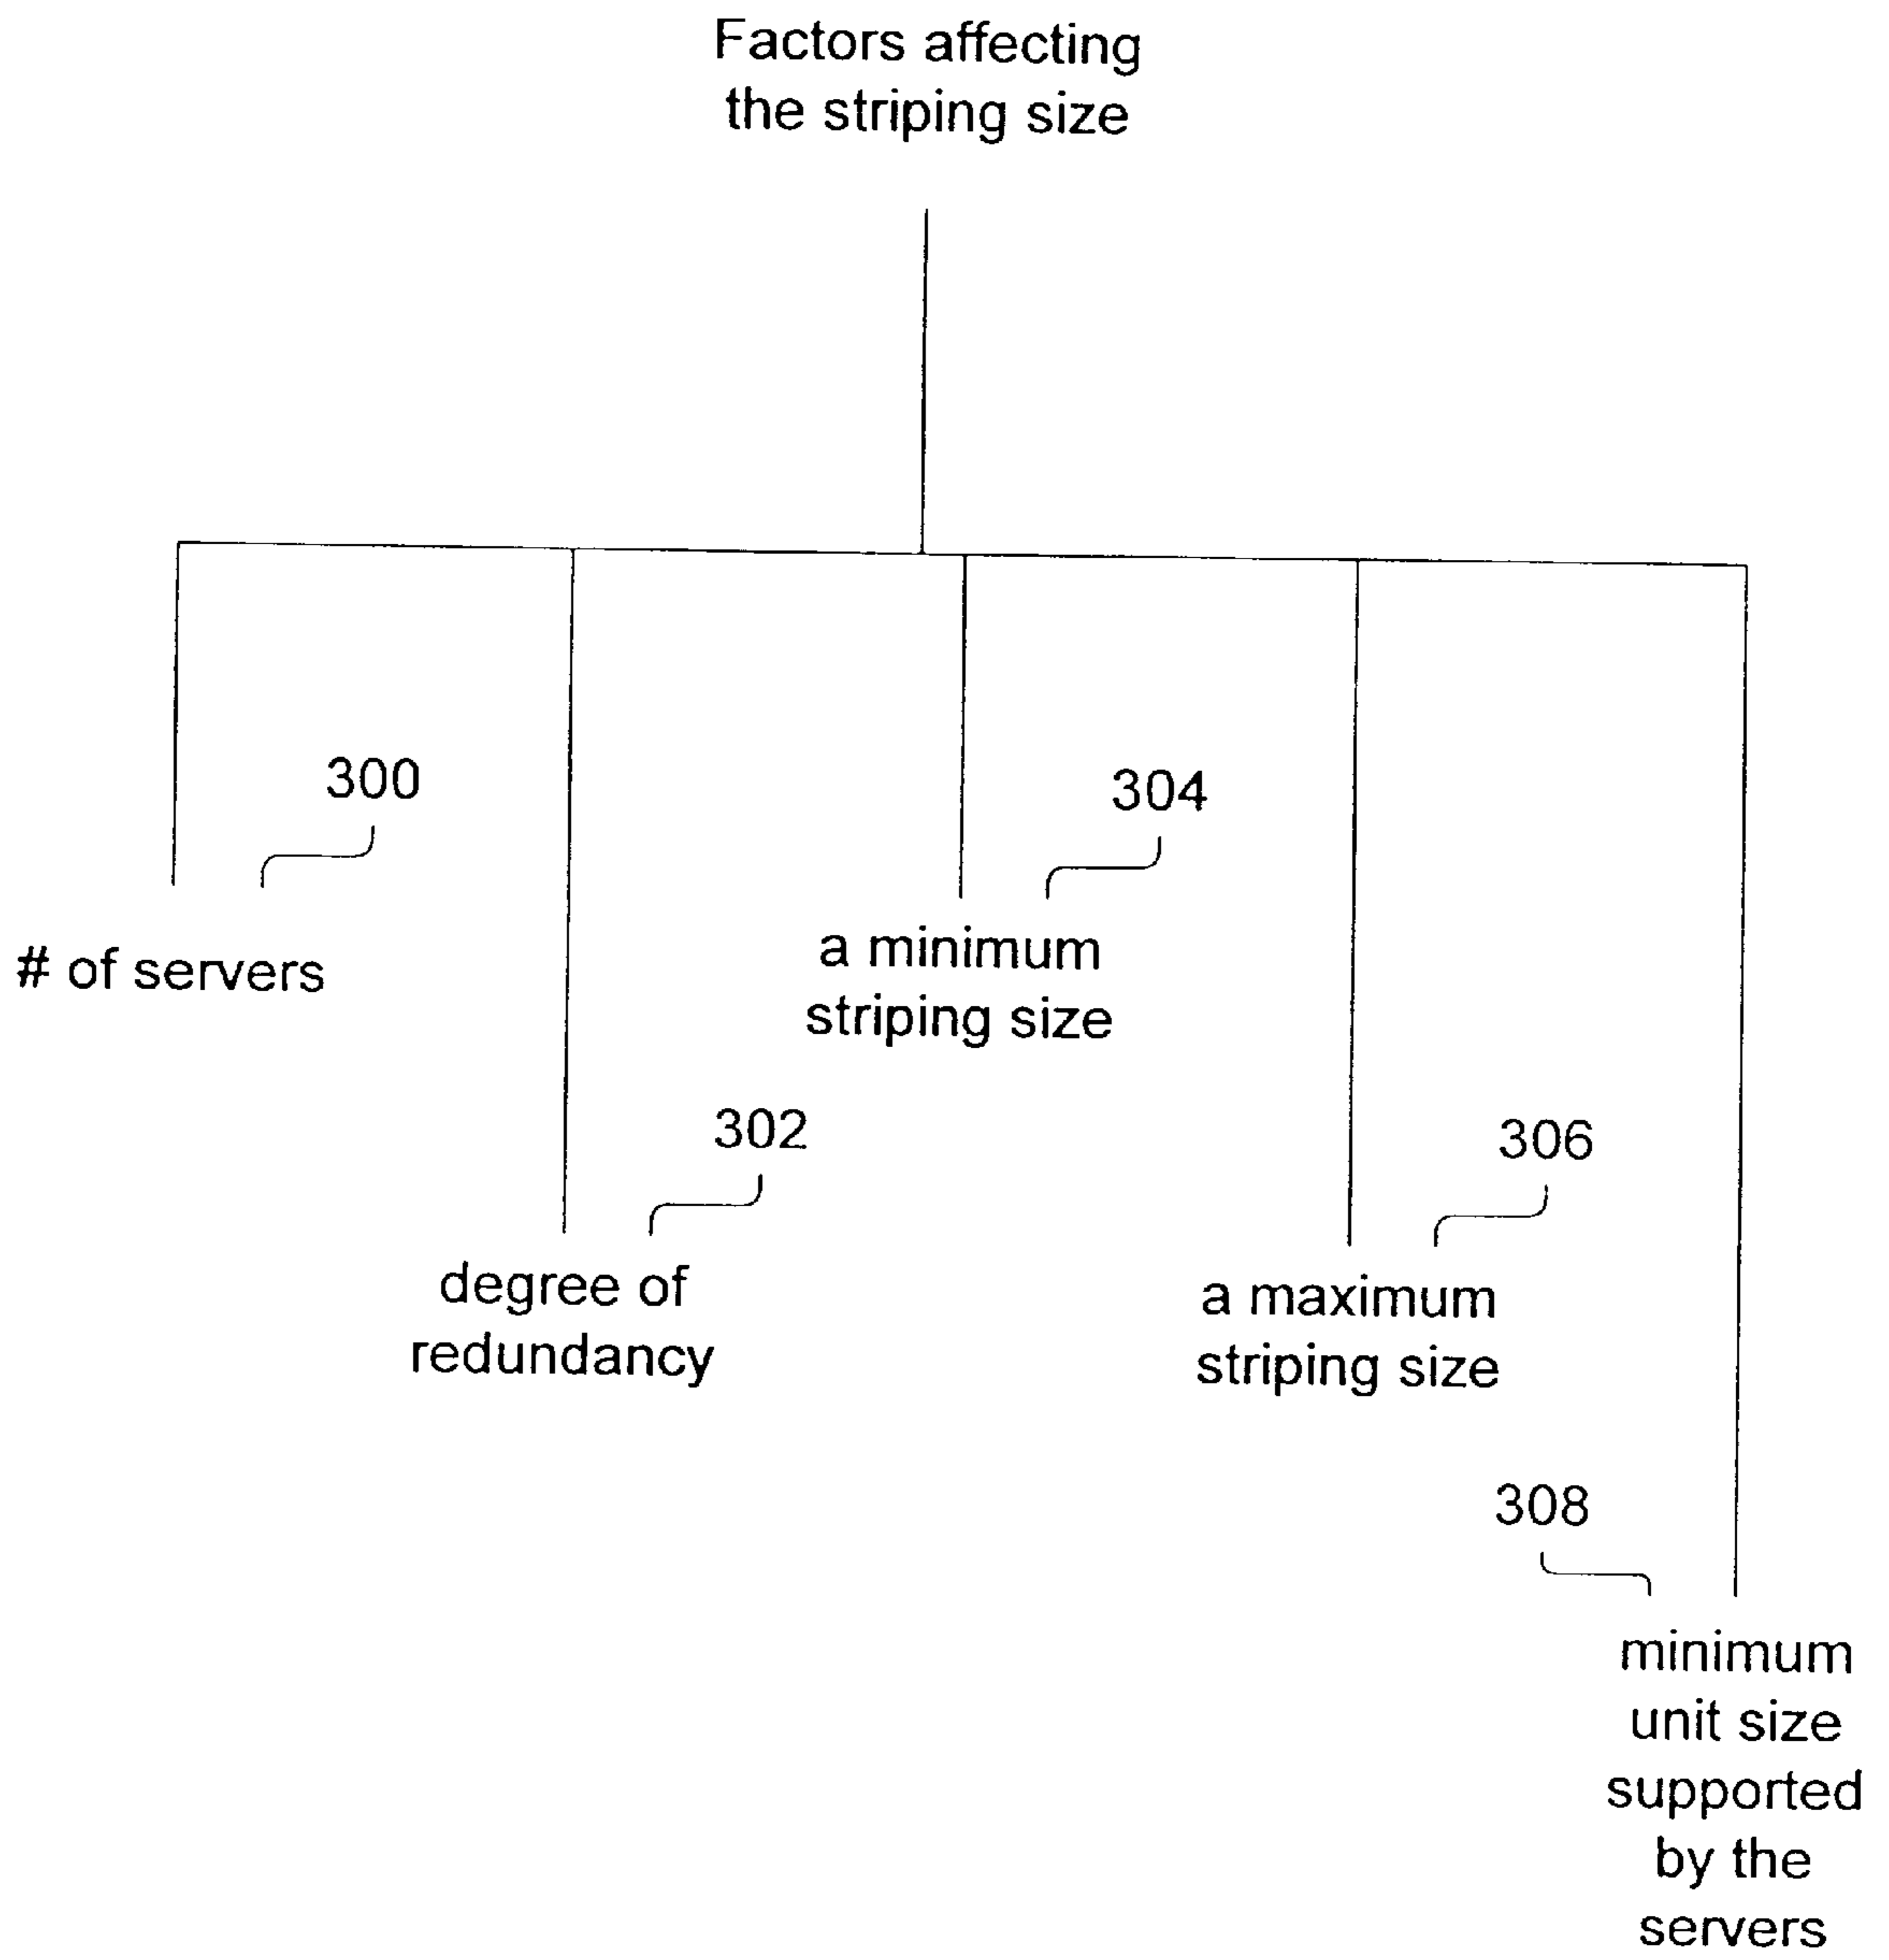 Factors affecting
the striping size
300
# of servers
302
degree of
redundancy
304
a minimum
striping size
306
a maximum
striping size
308
minimum
unit size
supported
by the
servers